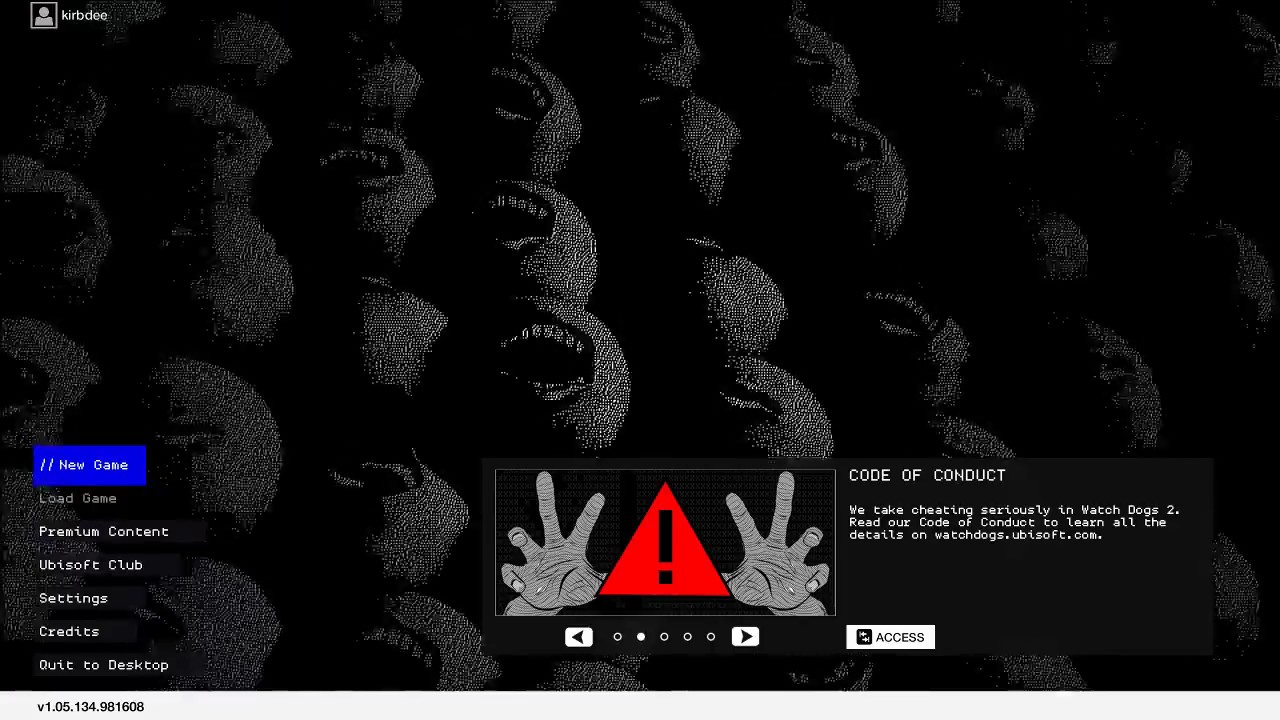 kirbdee
// New Game
Load Game
Premium Content
Ubisoft Club
Settings
Credits
Quit to Desktop
CODE OF CONDUCT
We take cheating seriously in Watch Dogs 2.
Read our Code of Conduct to learn all the
details on watchdogs.ubisoft.com.
ACCESS
v1.05.134.981608